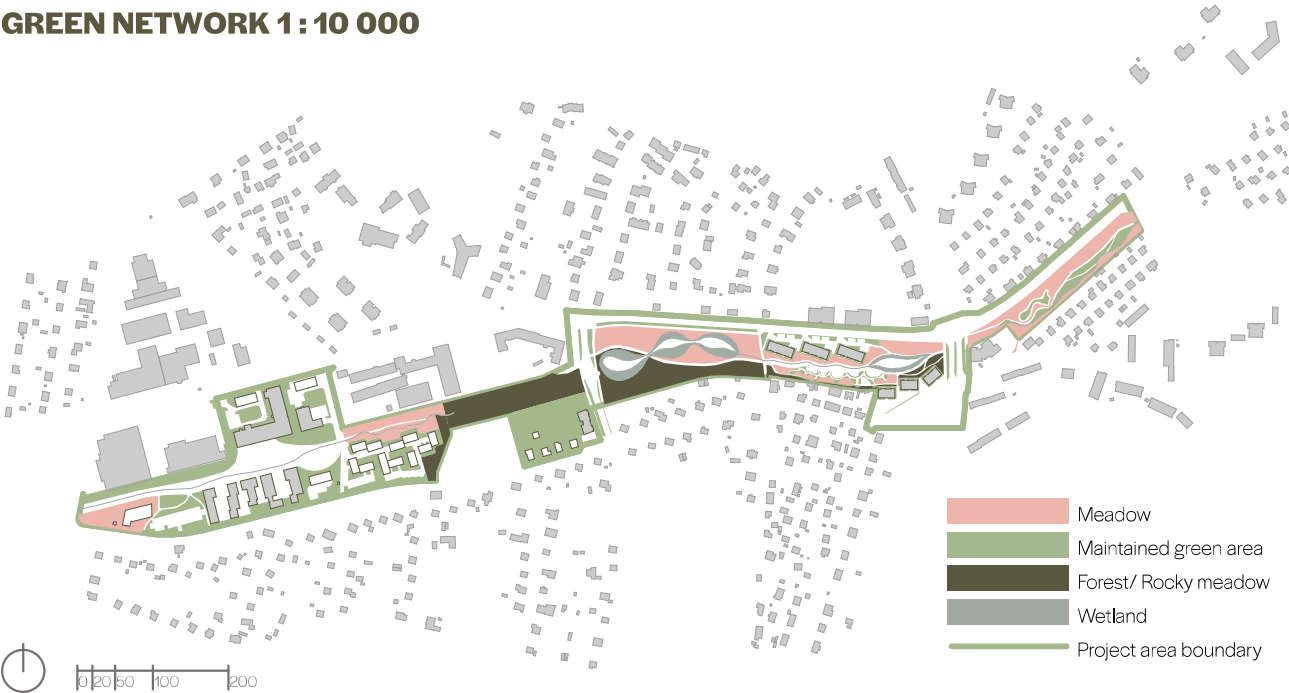 GREEN NETWORK 1 : 10 000
Meadow
Maintained green area
Forest/ Rocky meadow
Wetland
Project area boundary
0 20 50 100 200